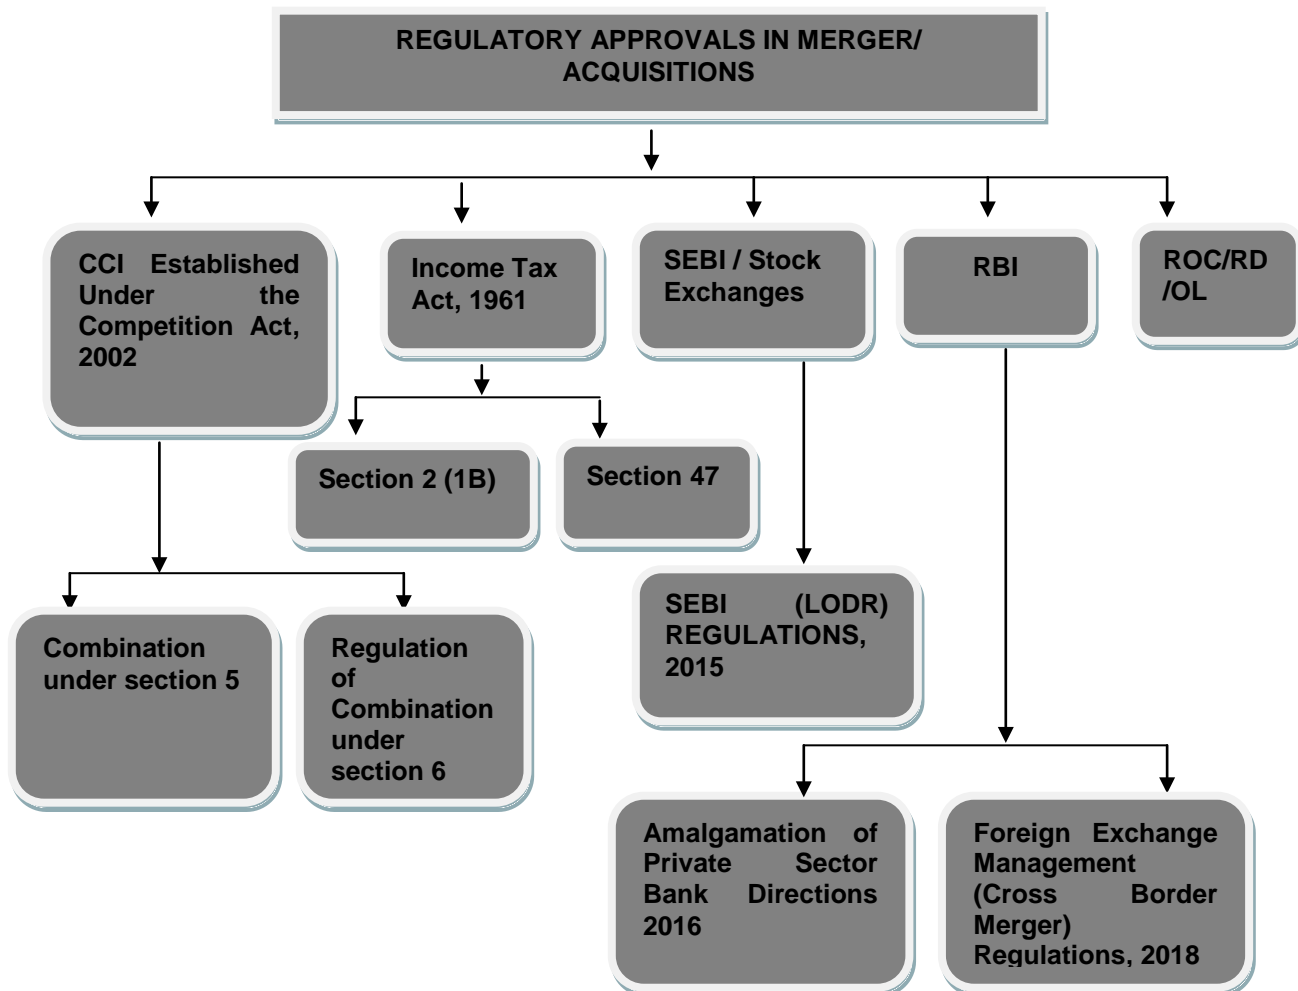 REGULATORY APPROVALS IN MERGER/
ACQUISITIONS
CCI Established
Under the
Competition Act,
2002
Income Tax
Act, 1961
SEBI / Stock
Exchanges
RBI
ROC/RD
/OL
Section 2 (1B)
Section 47
Combination
under section 5
Regulation
of
Combination
under
section 6
SEBI (LODR)
REGULATIONS,
2015
Amalgamation of
Private Sector
Bank Directions
2016
Foreign Exchange
Management
(Cross Border
Merger)
Regulations, 2018